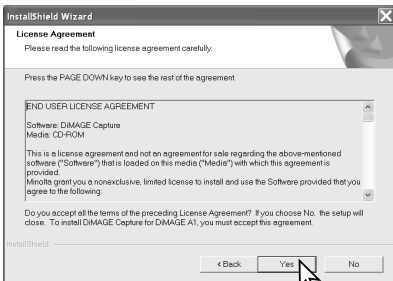 InstallShield Wizard
License Agreement
Please read the following license agreement carefully.
Press the PAGE DOWN key to see the rest of the agreement.
END USER LICENSE AGREEMENT
Software: DiMAGE Capture
Media: CD-ROM
This is a license agreement and not an agreement for sale regarding the above-mentioned
software ("Software") that is loaded on this media ("Media") with which this agreement is
provided.
Minolta grant you a nonexclusive, limited license to install and use the Software provided that you
agree to the following:
Do you accept all the terms of the preceding License Agreement? If you choose No, the setup will
close. To install DiMAGE Capture for DiMAGE A1, you must accept this agreement.
InstallShield
< Back Yes No